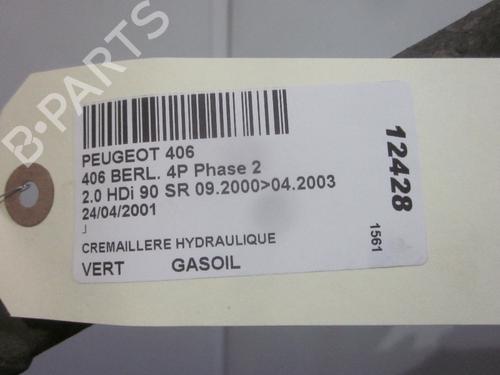 B-PARTS
PEUGEOT 406
406 BERL. 4P Phase 2
2.0 HDi 90 SR 09.2000>04.2003
24/04/2001
J
CREMAILLERE HYDRAULIQUE
VERT GASOIL
12428
1561